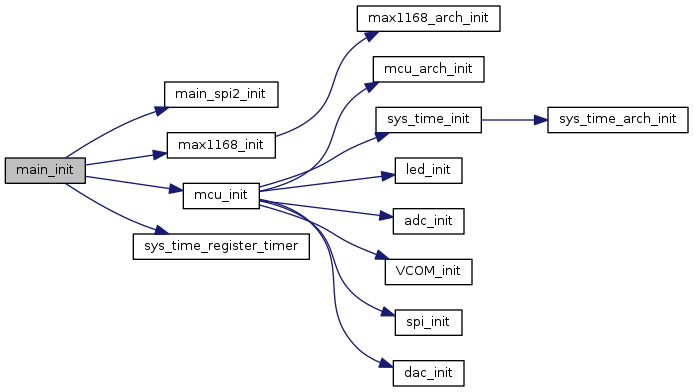 max1168_arch_init
mcu_arch_init
main_spi2_init
sys_time_init
sys_time_arch_init
max1168_init
main_init
led_init
mcu_init
adc_init
sys_time_register_timer
VCOM_init
spi_init
dac_init